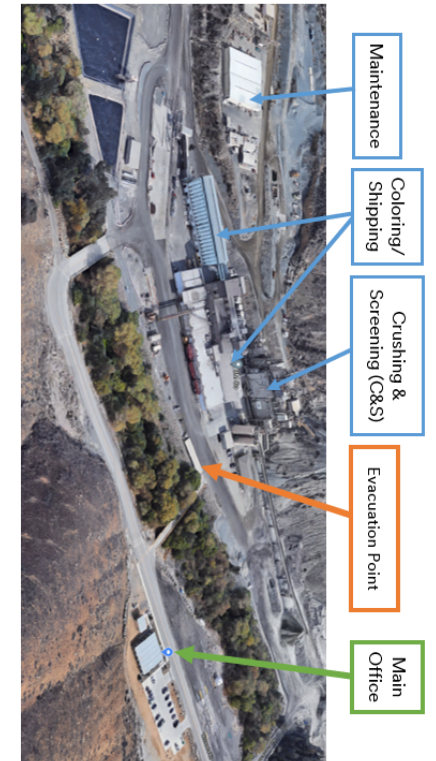 Maintenance
Coloring/
Shipping
Crushing &
Screening (C&S)
Evacuation Point
Main
Office